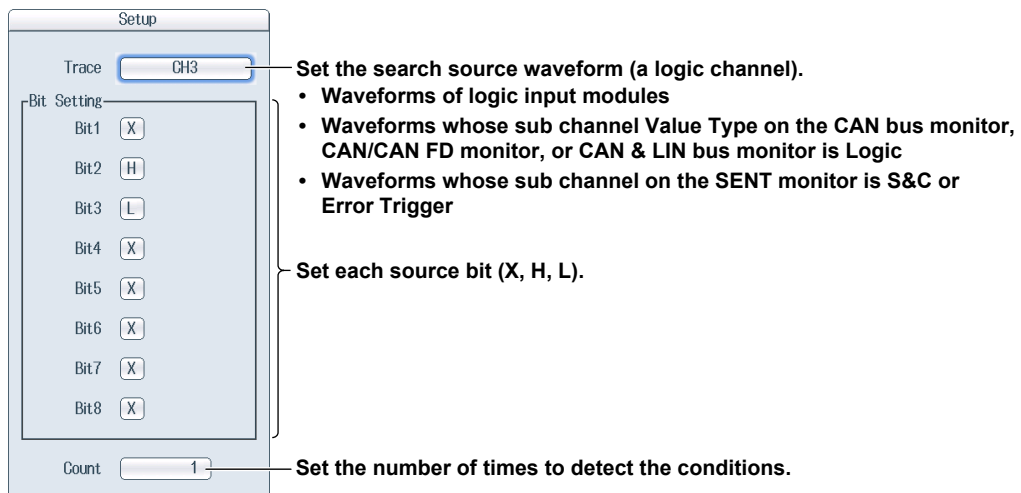 Setup
Trace CH3
Set the search source waveform (a logic channel).
• Waveforms of logic input modules
• Waveforms whose sub channel Value Type on the CAN bus monitor,
CAN/CAN FD monitor, or CAN & LIN bus monitor is Logic
• Waveforms whose sub channel on the SENT monitor is S&C or
Error Trigger
Bit Setting
Bit1 X
Bit2 H
Bit3 L
Bit4 X
Bit5 X
Bit6 X
Bit7 X
Bit8 X
Set each source bit (X, H, L).
Count 1
Set the number of times to detect the conditions.